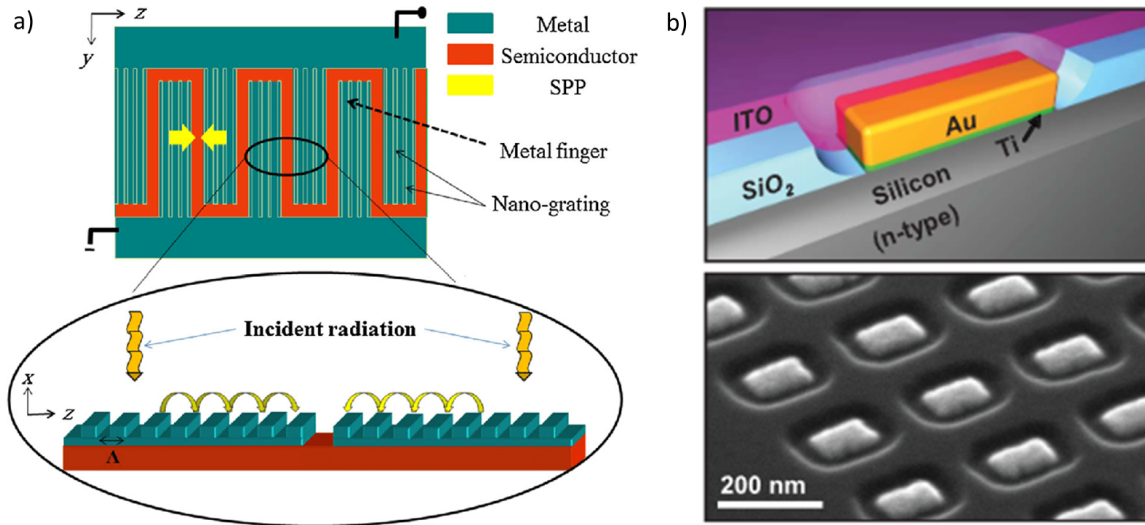 a)
z
y
Metal
Semiconductor
SPP
Metal finger
Nano-grating
Incident radiation
x
z
Λ
b)
ITO
Au
Ti
SiO2
Silicon
(n-type)
200 nm